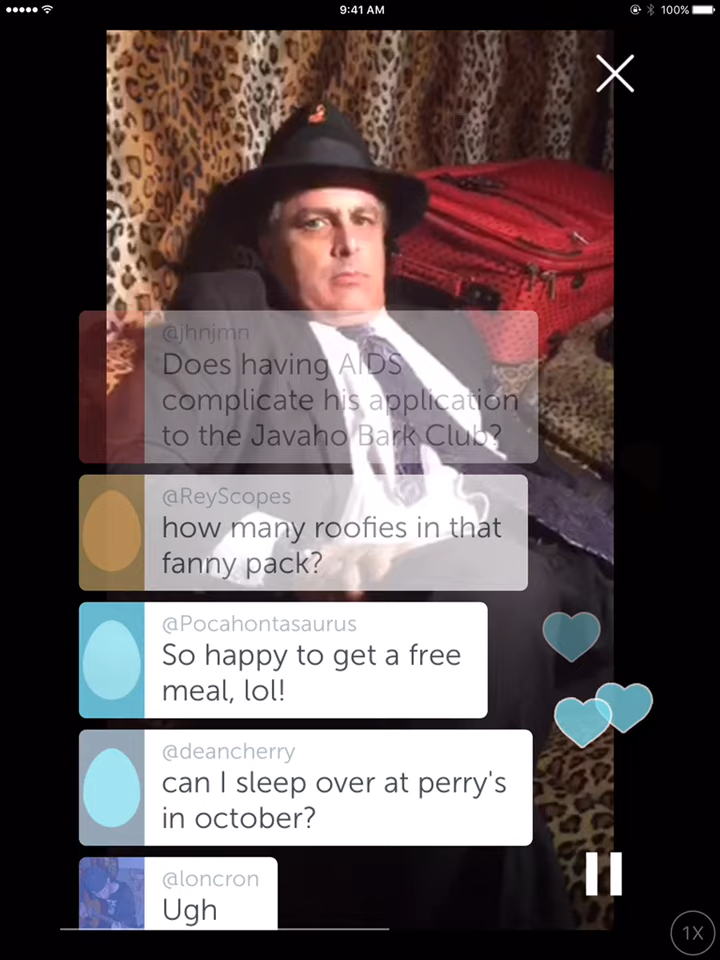 9:41 AM
100%
@jhnjmn
Does having AIDS
complicate his application
to the Javaho Bark Club?
@ReyScopes
how many roofies in that
fanny pack?
@Pocahontasaurus
So happy to get a free
meal, lol!
@deancherry
can I sleep over at perry's
in october?
@loncron
Ugh
1X